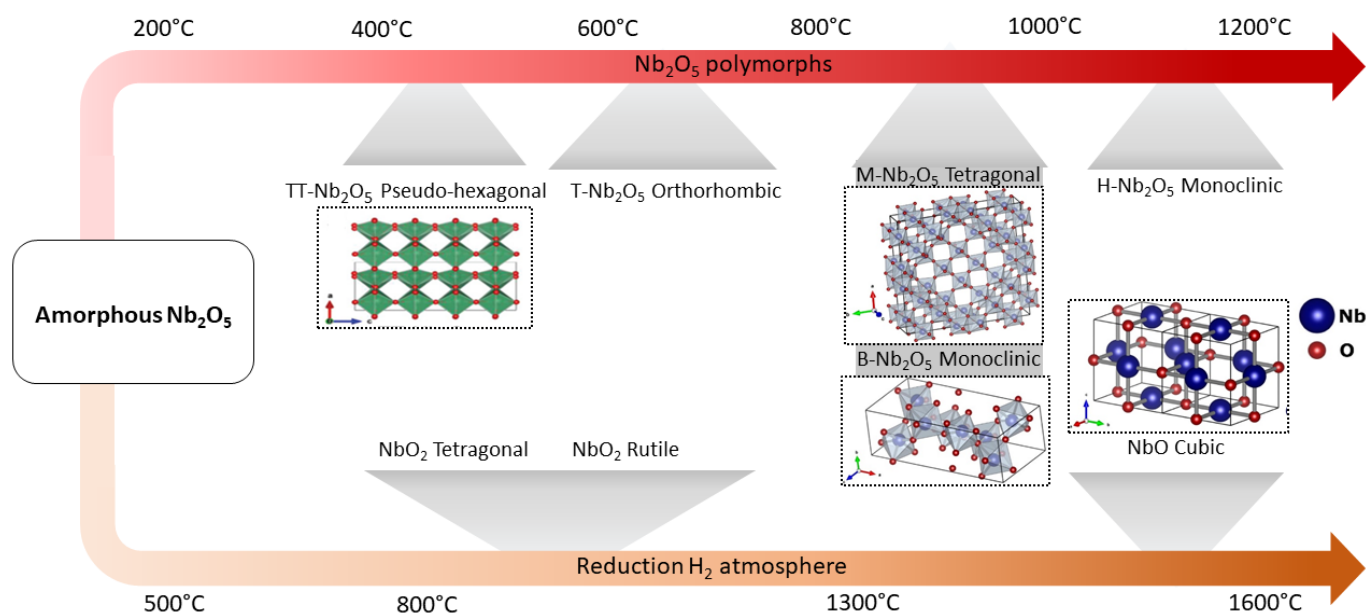 200°C 400°C 600°C 800°C 1000°C 1200°C
Nb₂O₅ polymorphs
TT-Nb₂O₅ Pseudo-hexagonal T-Nb₂O₅ Orthorhombic M-Nb₂O₅ Tetragonal H-Nb₂O₅ Monoclinic
Amorphous Nb₂O₅
Nb
O
B-Nb₂O₅ Monoclinic
NbO₂ Tetragonal NbO₂ Rutile NbO Cubic
Reduction H₂ atmosphere
500°C 800°C 1300°C 1600°C